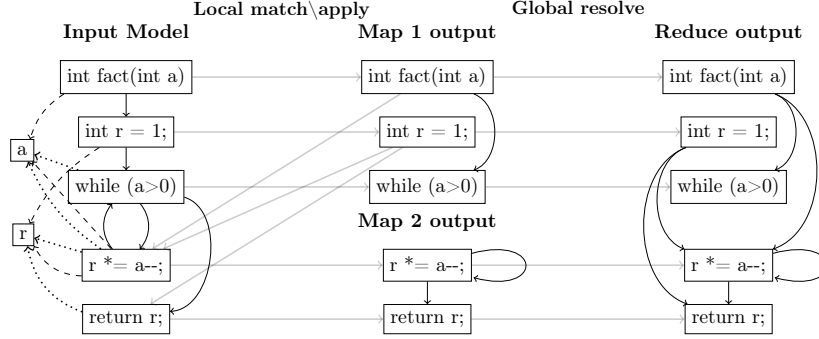 Local match\apply
Global resolve
Input Model
Map 1 output
Reduce output
int fact(int a)
int fact(int a)
int fact(int a)
int r = 1;
int r = 1;
int r = 1;
a
while (a>0)
while (a>0)
while (a>0)
Map 2 output
r
r *= a--;
r *= a--;
r *= a--;
return r;
return r;
return r;